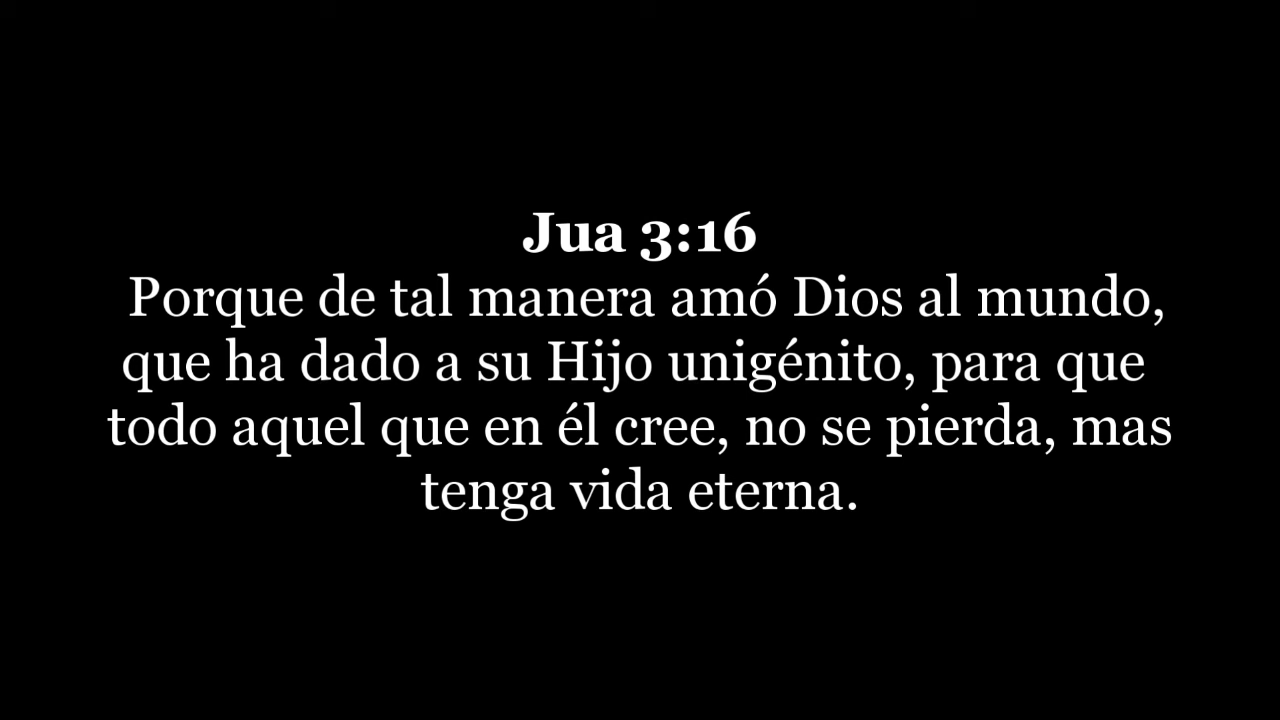 Jua 3:16
Porque de tal manera amó Dios al mundo,
que ha dado a su Hijo unigénito, para que
todo aquel que en él cree, no se pierda, mas
tenga vida eterna.